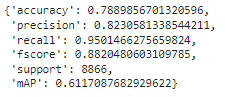 {'accuracy': 0.7889856701320596,
'precision': 0.8230581338544211,
'recall': 0.9501466275659824,
'fscore': 0.8820480603109785,
'support': 8866,
'mAP': 0.6117087682929622}